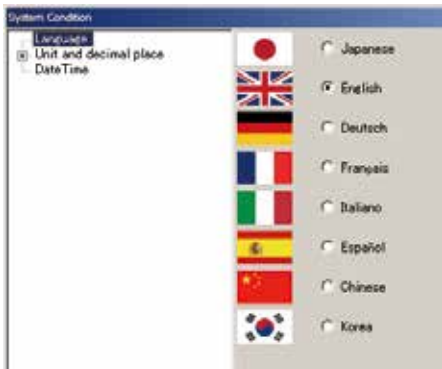 System Condition
Language
Unit and decimal place
DateTime
Japanese
English
Deutsch
Français
Italiano
Español
Chinese
Korea